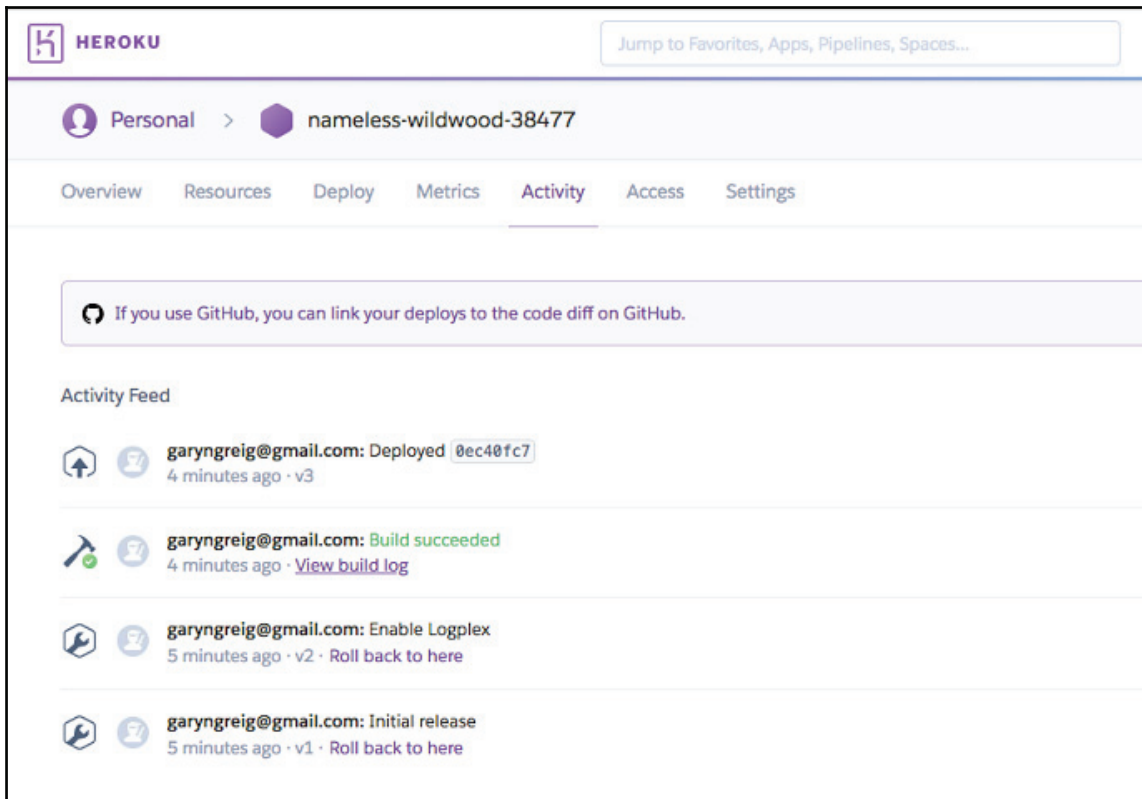 HEROKU
Jump to Favorites, Apps, Pipelines, Spaces...
Personal > nameless-wildwood-38477
Overview Resources Deploy Metrics Activity Access Settings
If you use GitHub, you can link your deploys to the code diff on GitHub.
Activity Feed
garyngreig@gmail.com: Deployed 0ec40fc7
4 minutes ago · v3
garyngreig@gmail.com: Build succeeded
4 minutes ago · View build log
garyngreig@gmail.com: Enable Logplex
5 minutes ago · v2 · Roll back to here
garyngreig@gmail.com: Initial release
5 minutes ago · v1 · Roll back to here